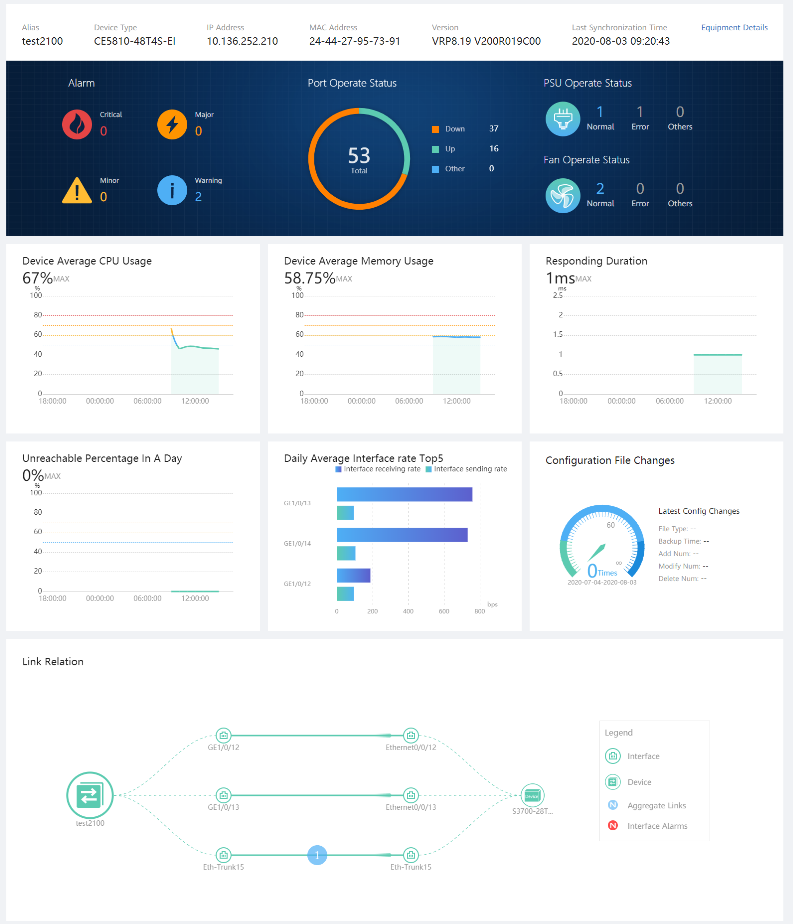 Alias Device Type IP Address MAC Address Version Last Synchronization Time Equipment Details
test2100 CE5810-48T4S-EI 10.136.252.210 24-44-27-95-73-91 VRP8.19 V200R019C00 2020-08-03 09:20:43
Alarm
Critical
0
Major
0
Minor
0
Warning
2
Port Operate Status
53
Total
Down 37
Up 16
Other 0
PSU Operate Status
1 1 0
Normal Error Others
Fan Operate Status
2 0 0
Normal Error Others
Device Average CPU Usage
67%MAX
%
100
80
60
40
20
0
18:00:00 00:00:00 06:00:00 12:00:00
Device Average Memory Usage
58.75%MAX
%
100
80
60
40
20
0
18:00:00 00:00:00 06:00:00 12:00:00
Responding Duration
1msMAX
ms
2.5
2
1.5
1
0.5
0
18:00:00 00:00:00 06:00:00 12:00:00
Unreachable Percentage In A Day
0%MAX
%
100
80
60
40
20
0
18:00:00 00:00:00 06:00:00 12:00:00
Daily Average Interface rate Top5
Interface receiving rate Interface sending rate
GE1/0/13
GE1/0/14
GE1/0/12
0 200 400 600 800 bps
Configuration File Changes
60
∞
0Times
2020-07-04-2020-08-03
Latest Config Changes
File Type: --
Backup Time: --
Add Num: --
Modify Num: --
Delete Num: --
Link Relation
GE1/0/12 Ethernet0/0/12
test2100
GE1/0/13 Ethernet0/0/13
DEVICE
S3700-28T...
1
Eth-Trunk15 Eth-Trunk15
Legend
Interface
Device
N Aggregate Links
N Interface Alarms